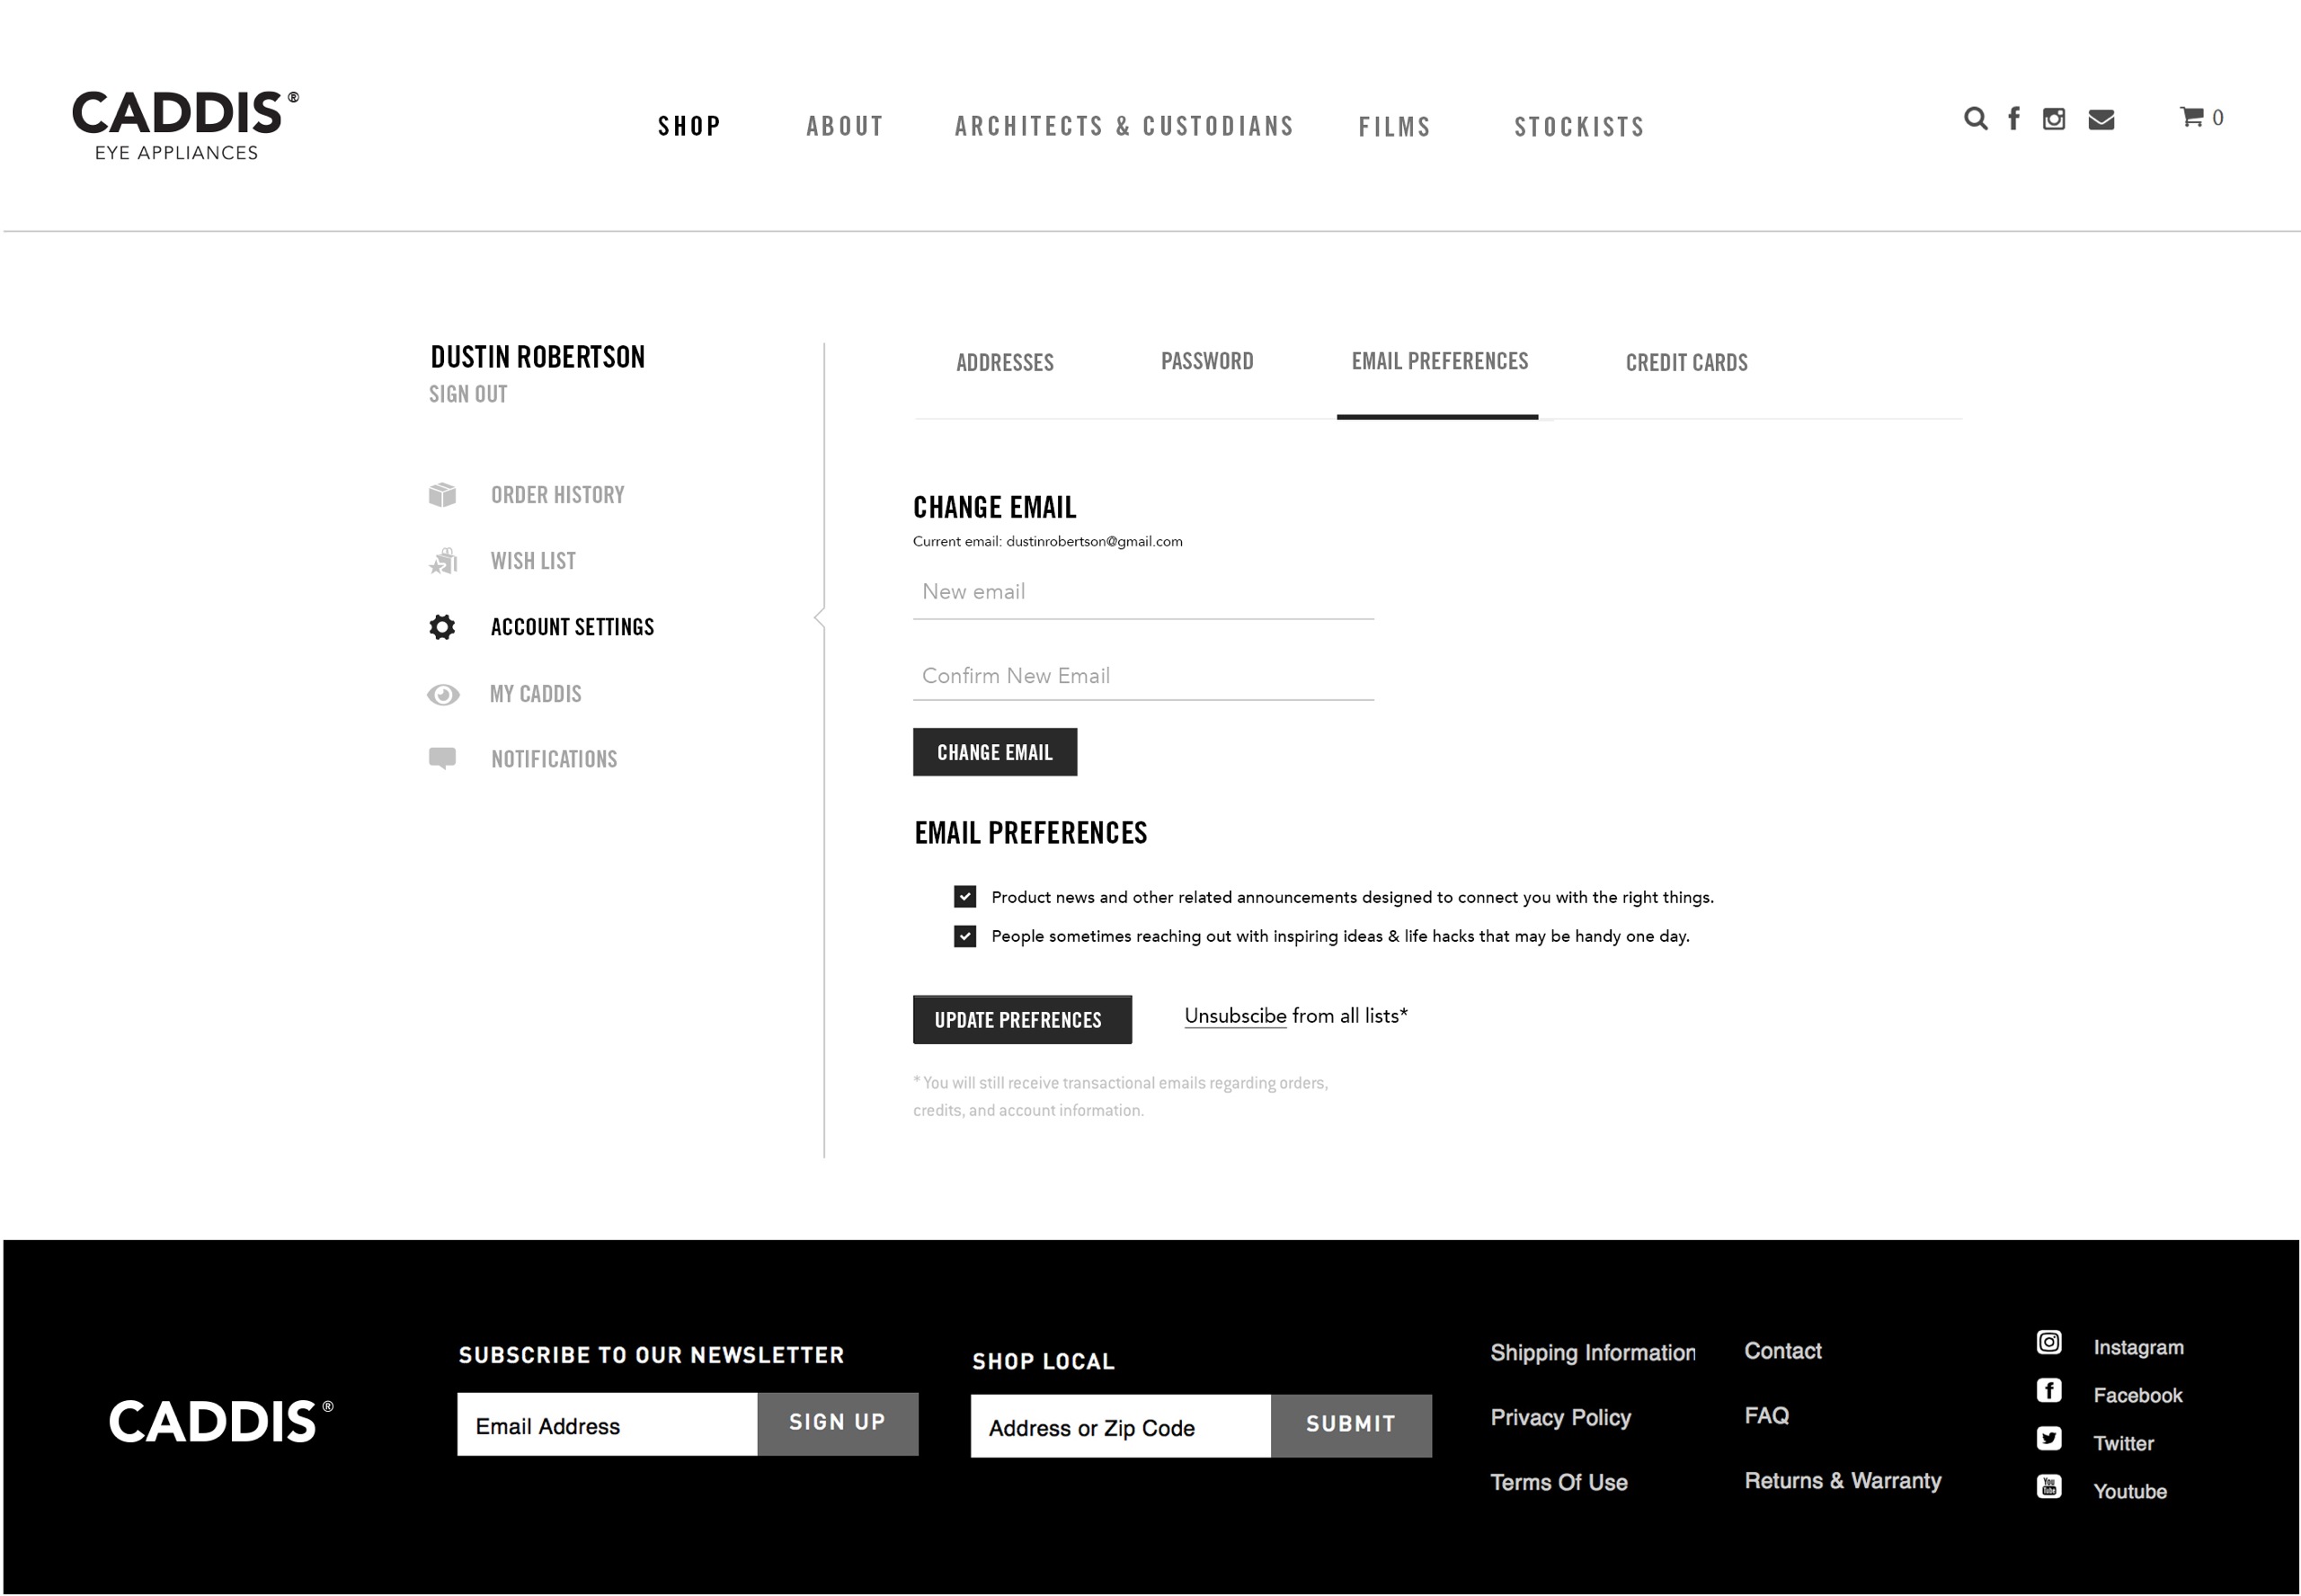 CADDIS®
EYE APPLIANCES
SHOP
ABOUT
ARCHITECTS & CUSTODIANS
FILMS
STOCKISTS
0
DUSTIN ROBERTSON
SIGN OUT
ORDER HISTORY
WISH LIST
ACCOUNT SETTINGS
MY CADDIS
NOTIFICATIONS
ADDRESSES
PASSWORD
EMAIL PREFERENCES
CREDIT CARDS
CHANGE EMAIL
Current email: dustinrobertson@gmail.com
New email
Confirm New Email
CHANGE EMAIL
EMAIL PREFERENCES
Product news and other related announcements designed to connect you with the right things.
People sometimes reaching out with inspiring ideas & life hacks that may be handy one day.
UPDATE PREFRENCES
Unsubscibe from all lists*
* You will still receive transactional emails regarding orders,
credits, and account information.
CADDIS®
SUBSCRIBE TO OUR NEWSLETTER
Email Address
SIGN UP
SHOP LOCAL
Address or Zip Code
SUBMIT
Shipping Information
Privacy Policy
Terms Of Use
Contact
FAQ
Returns & Warranty
Instagram
Facebook
Twitter
You Tube
Youtube